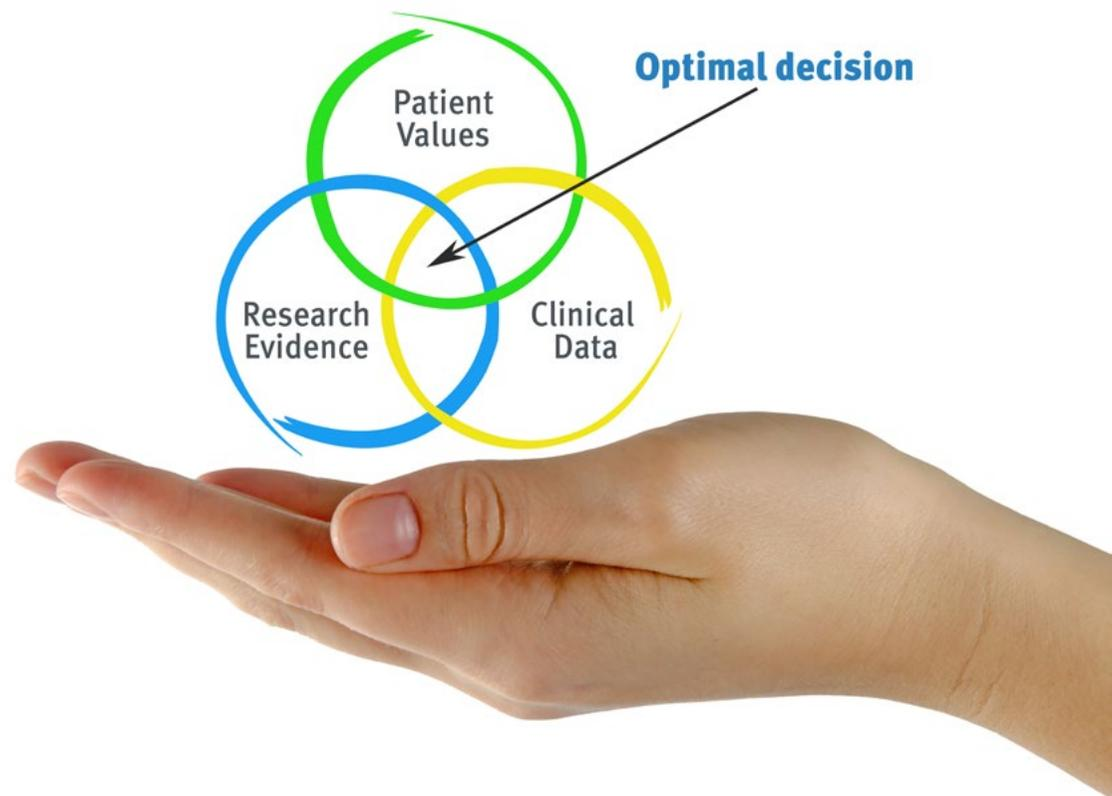 Optimal decision
Patient
Values
Research
Evidence
Clinical
Data